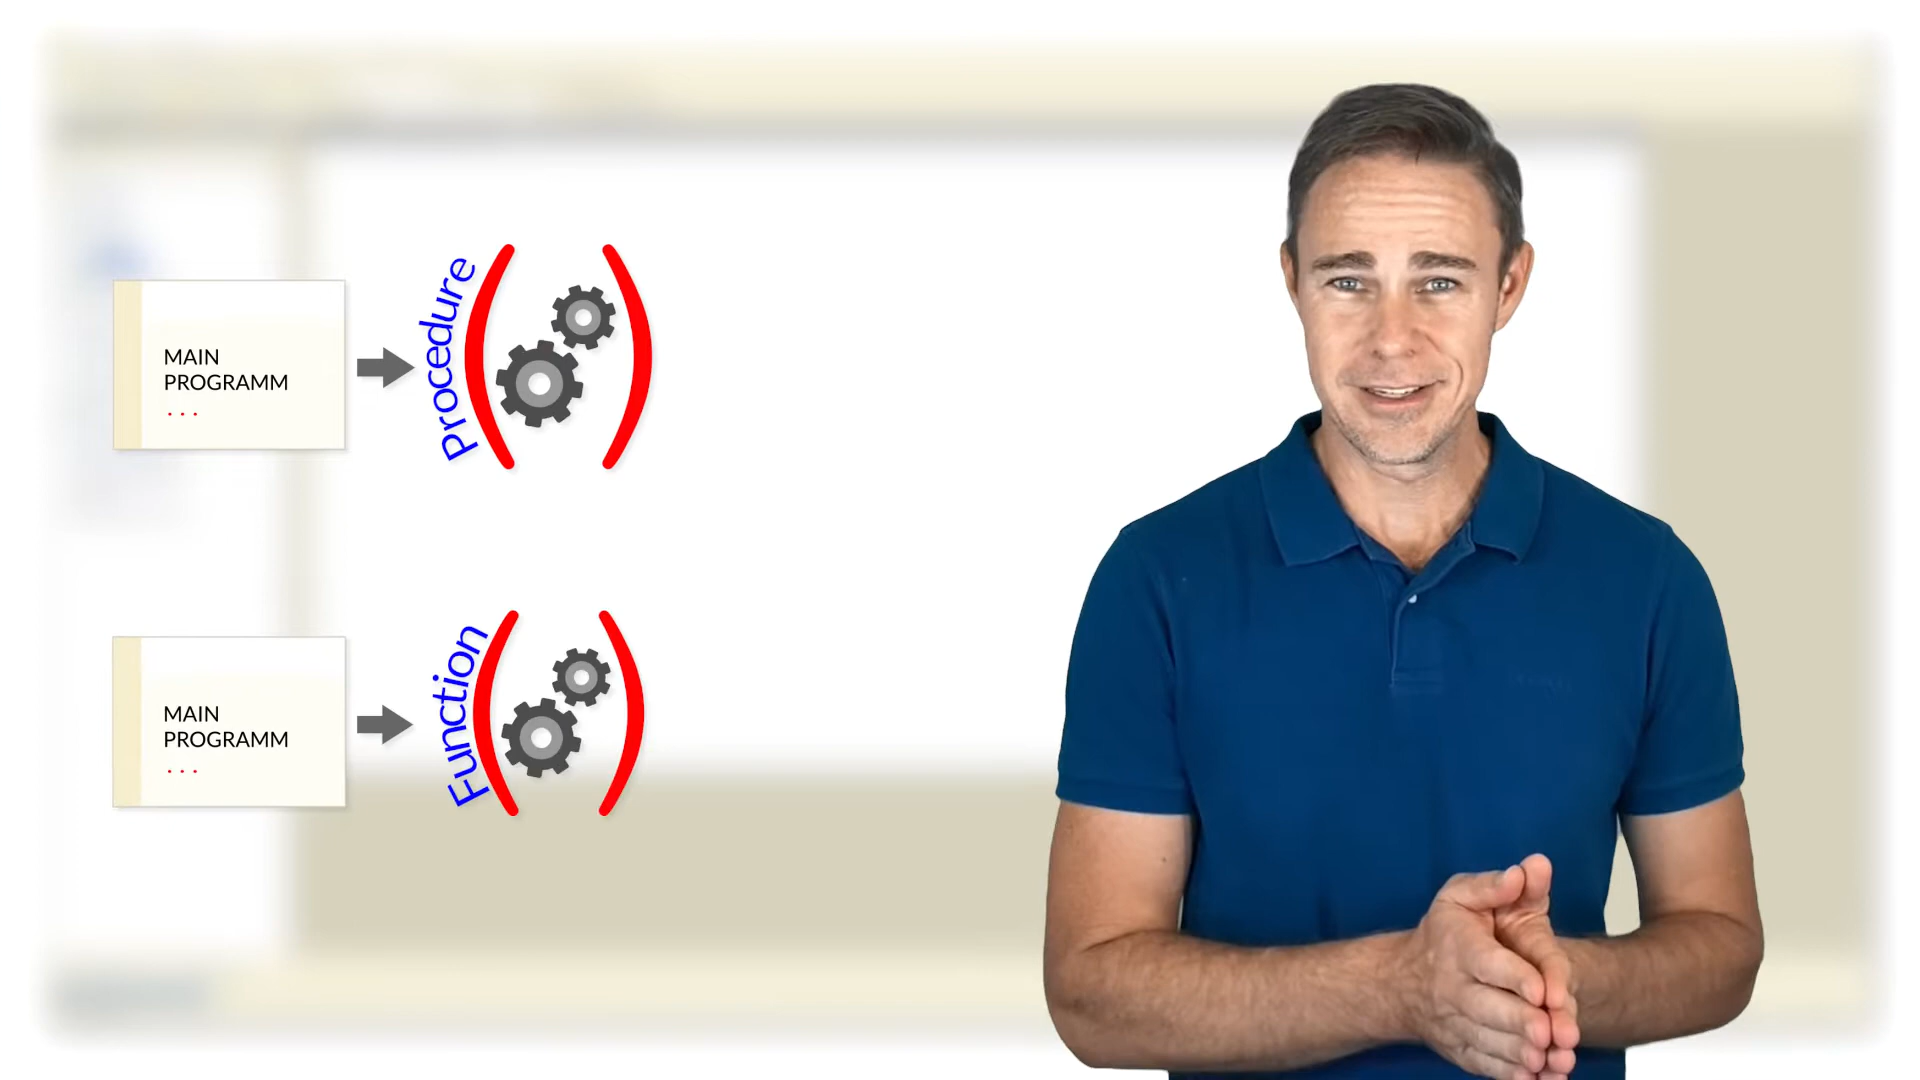 MAIN
PROGRAMM
...
Procedure
MAIN
PROGRAMM
...
Function